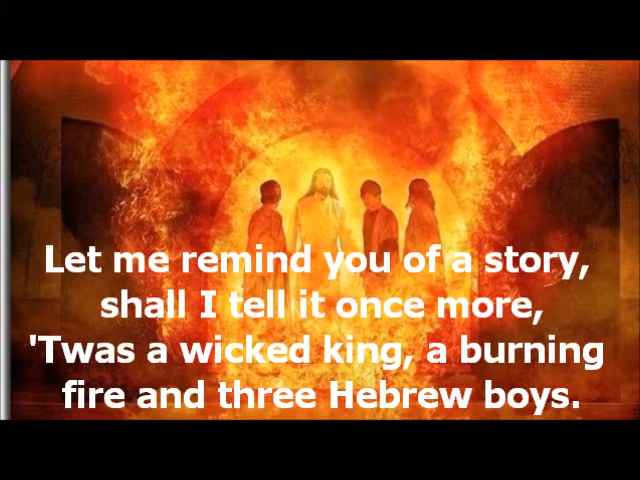 Let me remind you of a story,
shall I tell it once more,
'Twas a wicked king, a burning
fire and three Hebrew boys.